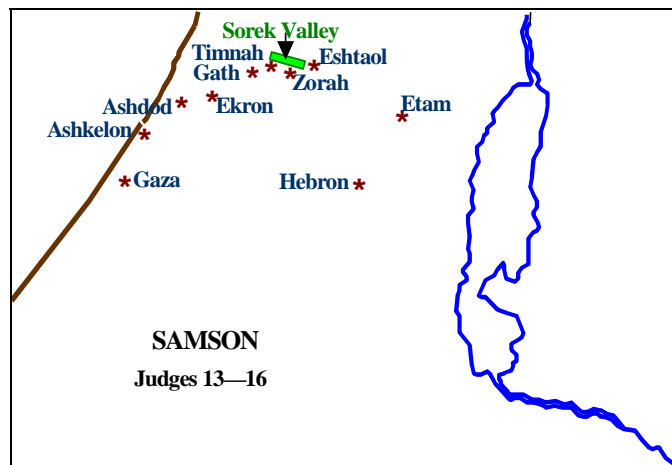 Sorek Valley
Timnah
Eshtaol
Gath
Zorah
Ashdod
Ekron
Etam
Ashkelon
Gaza
Hebron
SAMSON
Judges 13—16